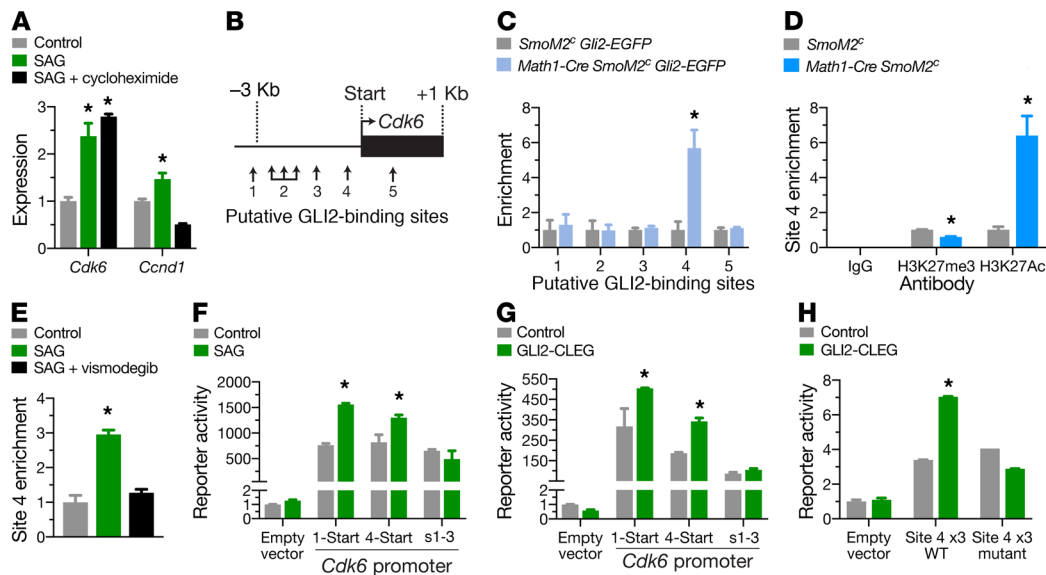 A
Control
SAG
SAG + cycloheximide
Expression
3
2
1
0
* * *
Cdk6 Ccnd1
B
–3 Kb Start +1 Kb
Cdk6
1 2 3 4 5
Putative GLI2-binding sites
C
SmoM2ᶜ Gli2-EGFP
Math1-Cre SmoM2ᶜ Gli2-EGFP
Enrichment
8
6
4
2
0
*
1 2 3 4 5
Putative GLI2-binding sites
D
SmoM2ᶜ
Math1-Cre SmoM2ᶜ
Site 4 enrichment
8
6
4
2
0
* *
IgG H3K27me3 H3K27Ac
Antibody
E
Control
SAG
SAG + vismodegib
Site 4 enrichment
4
3
2
1
0
*
F
Control
SAG
Reporter activity
2000
1500
1000
500
2
1
0
* *
Empty vector 1-Start 4-Start s1-3
Cdk6 promoter
G
Control
GLI2-CLEG
Reporter activity
550
450
350
250
150
2
1
0
* *
Empty vector 1-Start 4-Start s1-3
Cdk6 promoter
H
Control
GLI2-CLEG
Reporter activity
8
6
4
2
0
*
Empty vector Site 4 x3 WT Site 4 x3 mutant